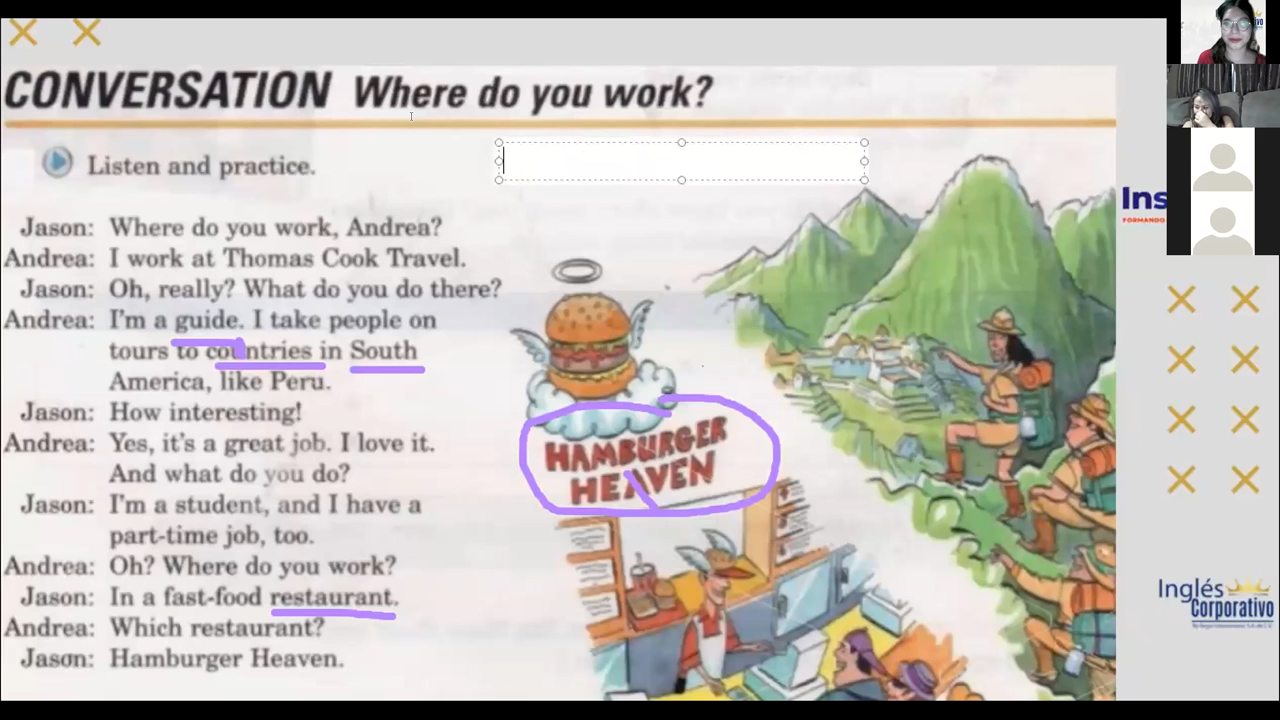 CONVERSATION Where do you work?
Listen and practice.
Jason: Where do you work, Andrea?
Andrea: I work at Thomas Cook Travel.
Jason: Oh, really? What do you do there?
Andrea: I'm a guide. I take people on
tours to countries in South
America, like Peru.
Jason: How interesting!
Andrea: Yes, it's a great job. I love it.
And what do you do?
Jason: I'm a student, and I have a
part-time job, too.
Andrea: Oh? Where do you work?
Jason: In a fast-food restaurant.
Andrea: Which restaurant?
Jason: Hamburger Heaven.
HAMBURGER
HEAVEN
Ins
Inglés
Corporativo